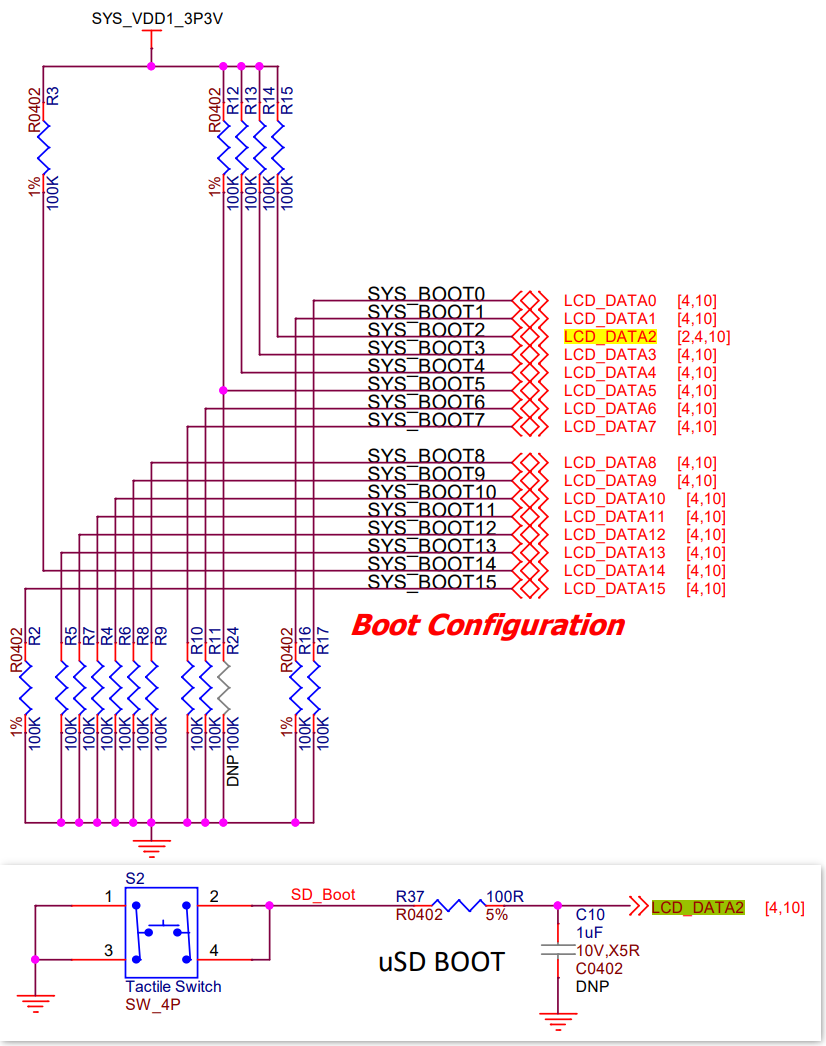 SYS_VDD1_3P3V
R0402
R3
1%
100K
R0402
R12
R13
R14
R15
1%
100K
100K
100K
100K
SYS_BOOT0 LCD_DATA0 [4,10]
SYS_BOOT1 LCD_DATA1 [4,10]
SYS_BOOT2 LCD_DATA2 [2,4,10]
SYS_BOOT3 LCD_DATA3 [4,10]
SYS_BOOT4 LCD_DATA4 [4,10]
SYS_BOOT5 LCD_DATA5 [4,10]
SYS_BOOT6 LCD_DATA6 [4,10]
SYS_BOOT7 LCD_DATA7 [4,10]
SYS_BOOT8 LCD_DATA8 [4,10]
SYS_BOOT9 LCD_DATA9 [4,10]
SYS_BOOT10 LCD_DATA10 [4,10]
SYS_BOOT11 LCD_DATA11 [4,10]
SYS_BOOT12 LCD_DATA12 [4,10]
SYS_BOOT13 LCD_DATA13 [4,10]
SYS_BOOT14 LCD_DATA14 [4,10]
SYS_BOOT15 LCD_DATA15 [4,10]
Boot Configuration
R0402
R2
R5
R7
R4
R6
R8
R9
R10
R11
R24
R0402
R16
R17
1%
100K
100K
100K
100K
100K
100K
100K
100K
100K
100K
DNP
1%
100K
100K
S2
1 2
3 4
Tactile Switch
SW_4P
SD_Boot
R37 100R
R0402 5%
uSD BOOT
C10
1uF
10V,X5R
C0402
DNP
LCD_DATA2 [4,10]